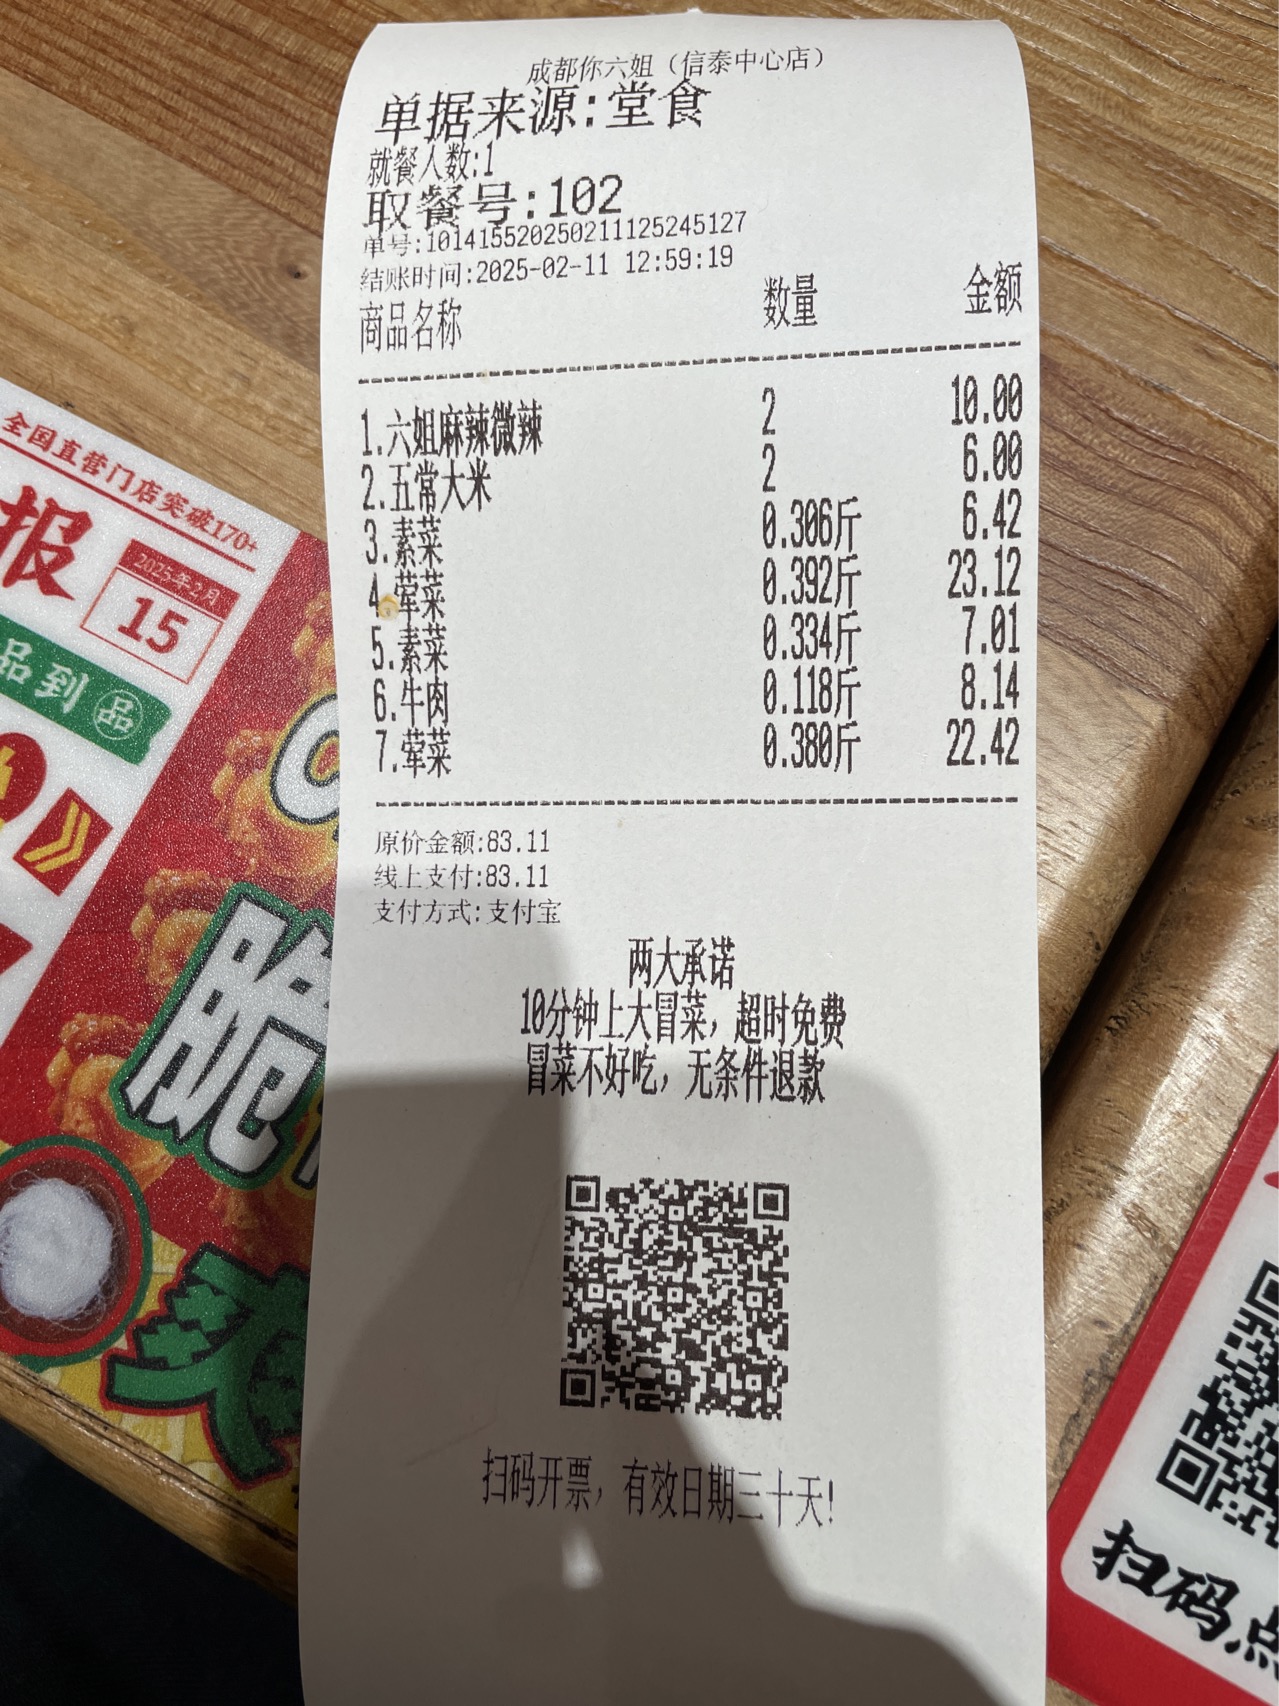 成都你六姐（信泰中心店）
单据来源:堂食
就餐人数:1
取餐号:102
单号:101415520250211125245127
结账时间:2025-02-11 12:59:19
商品名称 数量 金额
1.六姐麻辣微辣 2 10.00
2.五常大米 2 6.00
3.素菜 0.306斤 6.42
4.荤菜 0.392斤 23.12
5.素菜 0.334斤 7.01
6.牛肉 0.118斤 8.14
7.荤菜 0.380斤 22.42
原价金额:83.11
线上支付:83.11
支付方式:支付宝
两大承诺
10分钟上大冒菜，超时免费
冒菜不好吃，无条件退款
扫码开票，有效日期三十天!
全国直营门店突破170+
报
2025年2月
15
品到 品
脆
扫码点